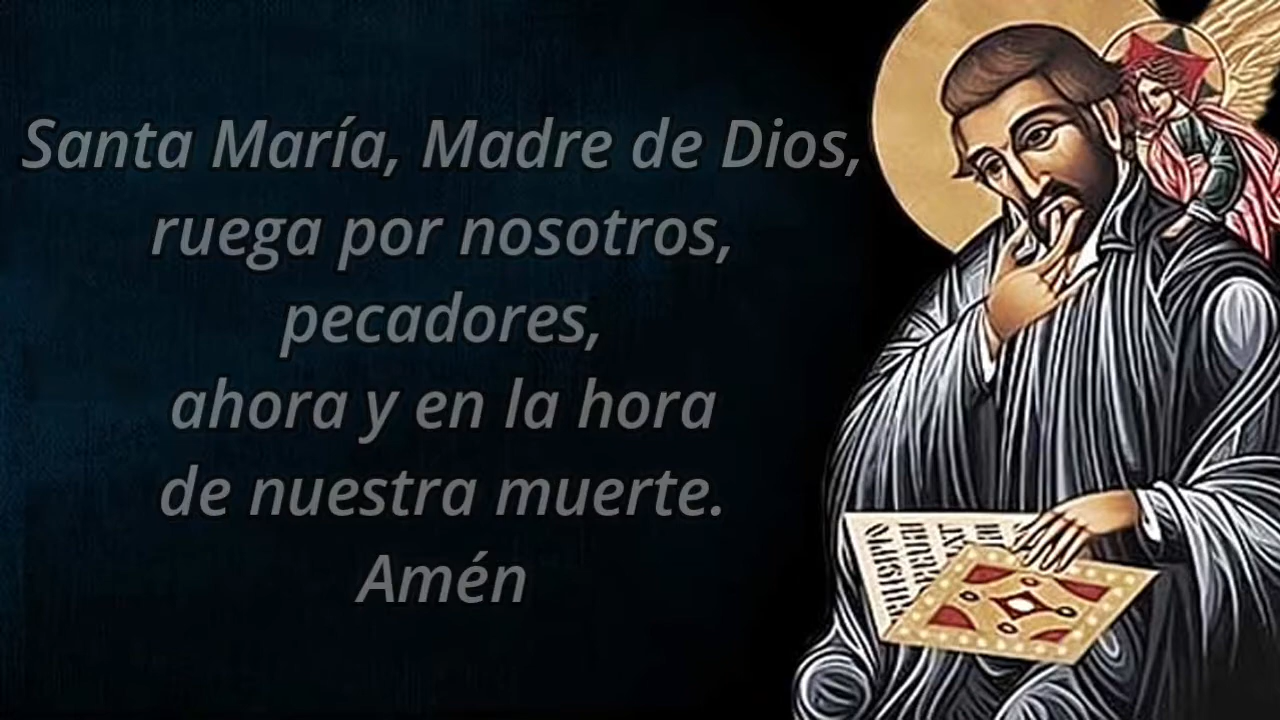 Santa María, Madre de Dios,
ruega por nosotros,
pecadores,
ahora y en la hora
de nuestra muerte.
Amén